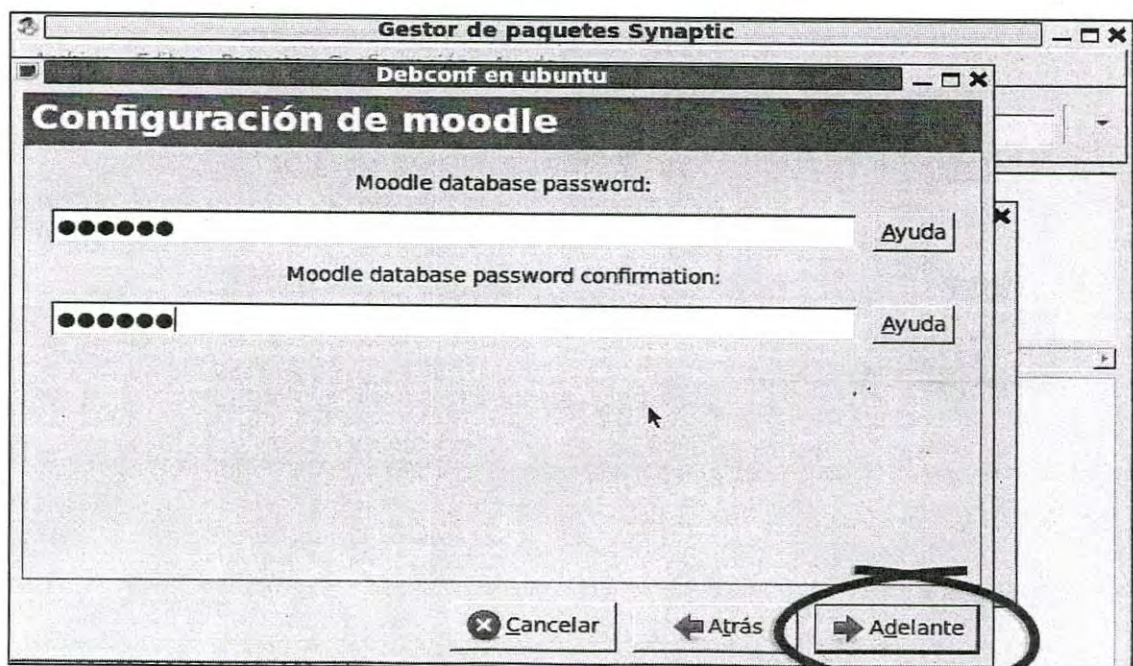 Gestor de paquetes Synaptic
Debconf en ubuntu
Configuración de moodle
Moodle database password:
●●●●●● Ayuda
Moodle database password confirmation:
●●●●●● Ayuda
Cancelar Atrás Adelante